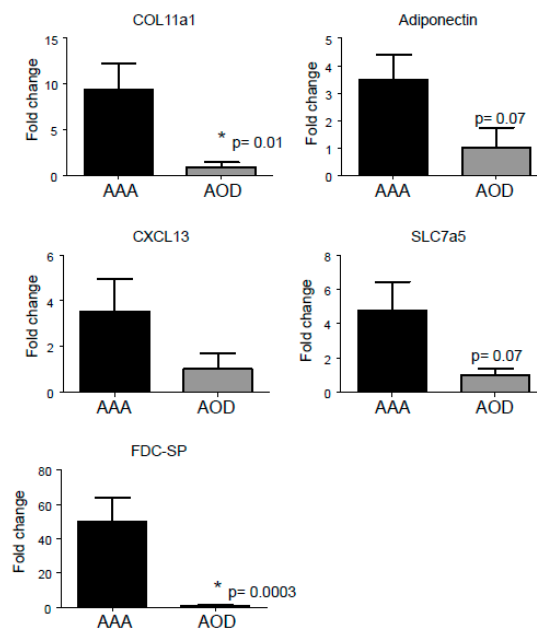 COL11a1
Fold change
15
10
5
0
* p= 0.01
AAA AOD
Adiponectin
Fold change
5
4
3
2
1
0
p= 0.07
AAA AOD
CXCL13
Fold change
6
4
2
0
AAA AOD
SLC7a5
Fold change
8
6
4
2
0
p= 0.07
AAA AOD
FDC-SP
Fold change
80
60
40
20
0
* p= 0.0003
AAA AOD